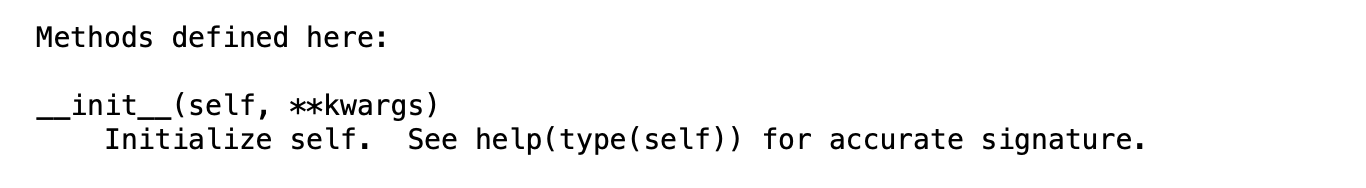 Methods defined here:
__init__(self, **kwargs)
Initialize self.  See help(type(self)) for accurate signature.